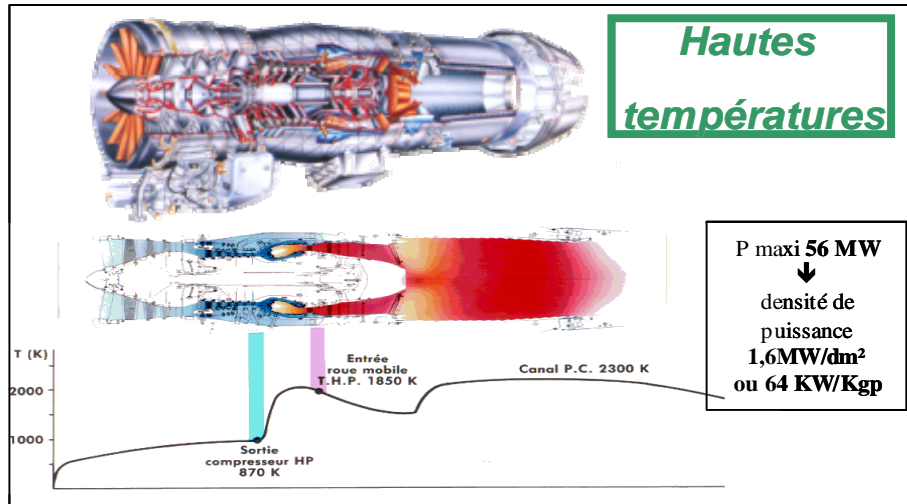 Hautes
températures
P maxi 56 MW
densité de
puissance
1,6MW/dm²
ou 64 KW/Kgp
T (K)
2000
1000
Entrée
roue mobile
T.H.P. 1850 K
Canal P.C. 2300 K
Sortie
compresseur HP
870 K